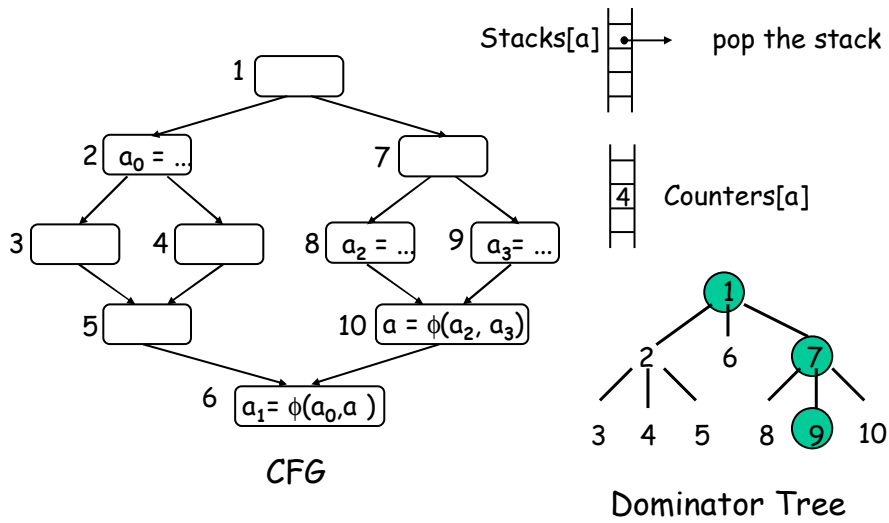 Stacks[a] pop the stack
1
2 a₀ = ... 7
4 Counters[a]
3 4 8 a₂ = ... 9 a₃= ...
1
5 10 a = ϕ(a₂, a₃)
2 6 7
6 a₁= ϕ(a₀,a )
3 4 5 8 9 10
CFG
Dominator Tree